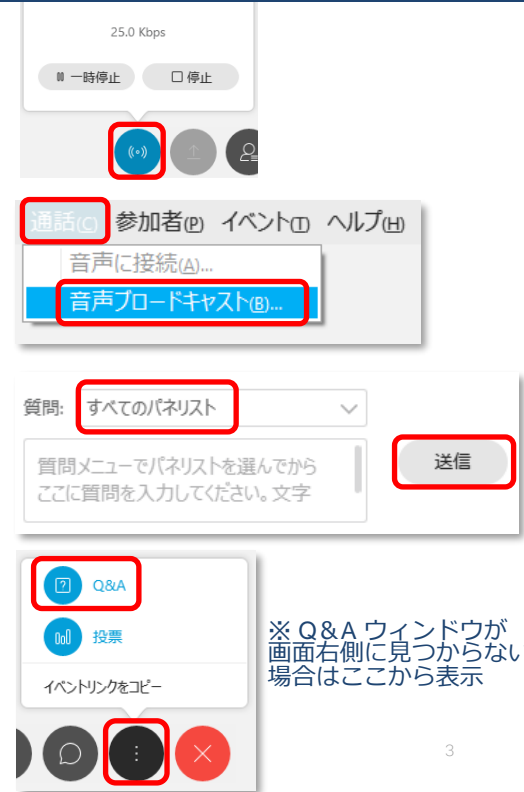 25.0 Kbps
一時停止 停止
通話(C) 参加者(P) イベント(T) ヘルプ(H)
音声に接続(A)...
音声ブロードキャスト(B)...
質問: すべてのパネリスト
質問メニューでパネリストを選んでから
ここに質問を入力してください。文字
送信
Q&A
投票
イベントリンクをコピー
※ Q&A ウィンドウが
画面右側に見つからない
場合はここから表示
3